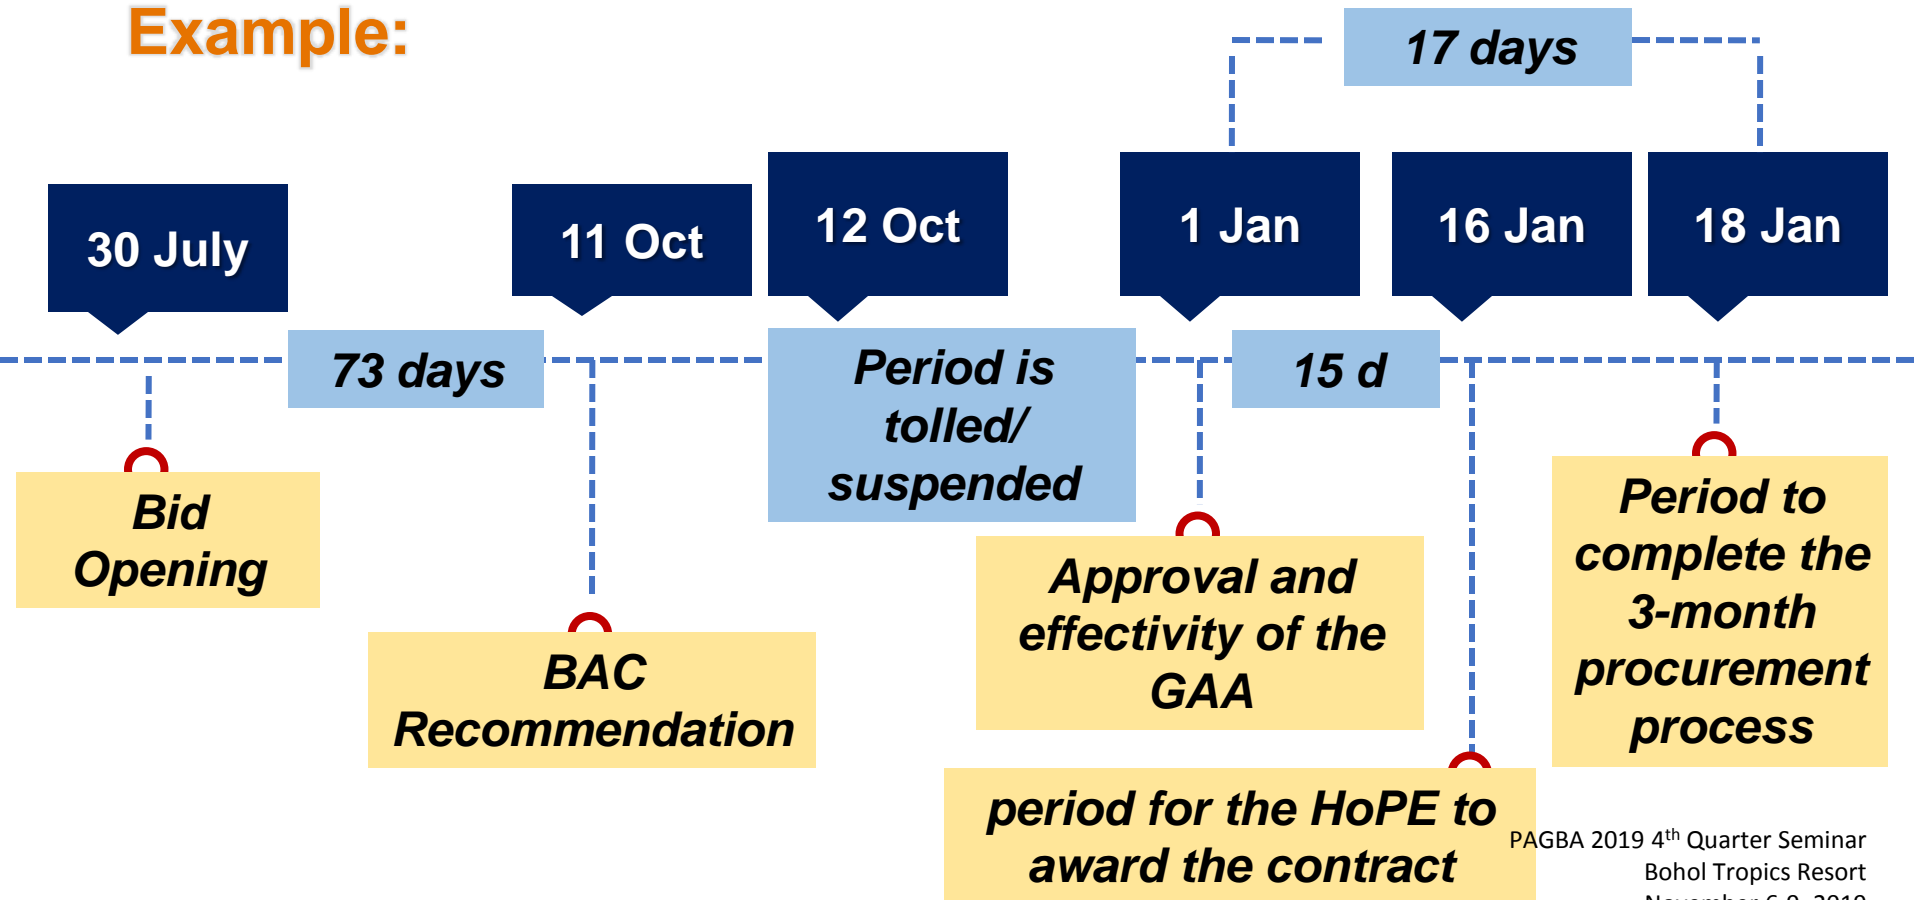 Example:
17 days
30 July
11 Oct
12 Oct
1 Jan
16 Jan
18 Jan
73 days
Period is
tolled/
suspended
15 d
Bid
Opening
BAC
Recommendation
Approval and
effectivity of the
GAA
period for the HoPE to
award the contract
Period to
complete the
3-month
procurement
process
PAGBA 2019 4th Quarter Seminar
Bohol Tropics Resort